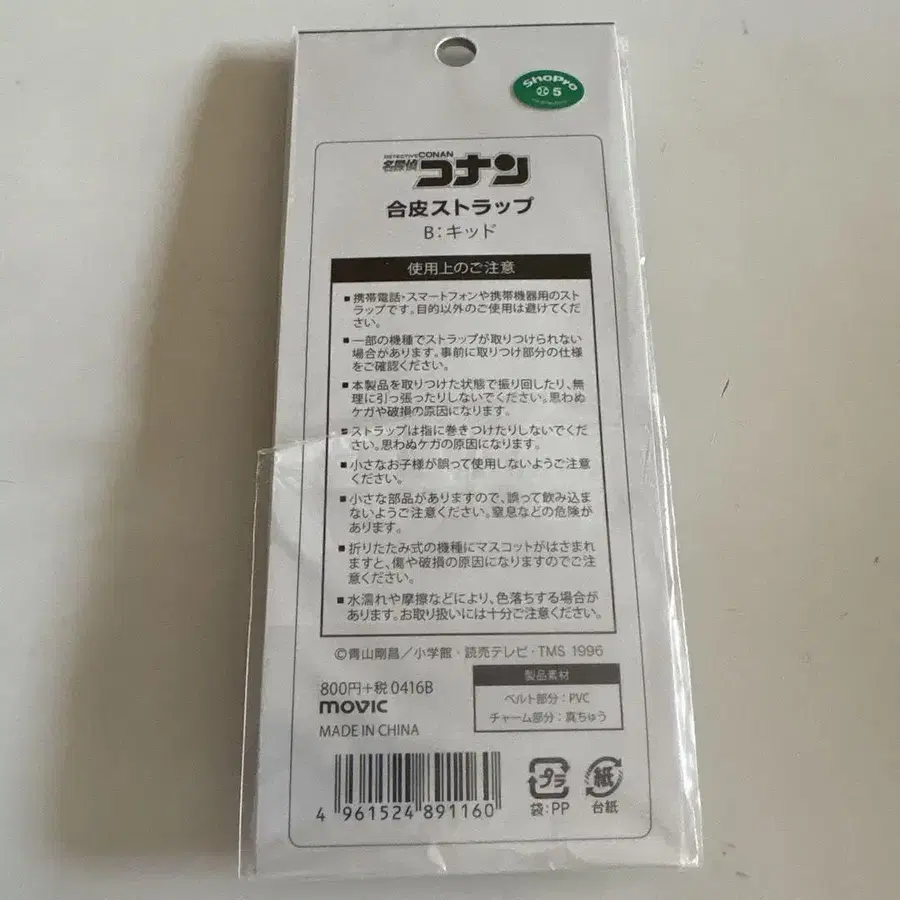 ShoPro
小 5
DETECTIVE CONAN
名探偵コナン
合皮ストラップ
B：キッド
使用上のご注意
■携帯電話・スマートフォンや携帯機器用のスト
ラップです。目的以外のご使用は避けてくだ
さい。
■一部の機種でストラップが取りつけられない
場合があります。事前に取りつけ部分の仕様
をご確認ください。
■本製品を取りつけた状態で振り回したり、無
理に引っ張ったりしないでください。思わぬ
ケガや破損の原因になります。
■ストラップは指に巻きつけたりしないでくだ
さい。思わぬケガの原因になります。
■小さなお子様が誤って使用しないようご注意
ください。
■小さな部品がありますので、誤って飲み込ま
ないようご注意ください。窒息などの危険が
あります。
■折りたたみ式の機種にマスコットがはさまれ
ますと、傷や破損の原因になりますのでご注
意ください。
■水濡れや摩擦などにより、色落ちする場合が
あります。お取り扱いには十分ご注意ください。
©青山剛昌／小学館・読売テレビ・TMS 1996
800円+税 0416B
movic
MADE IN CHINA
製品素材
ベルト部分：PVC
チャーム部分：真ちゅう
4 961524 891160
プラ
袋：PP
紙
台紙